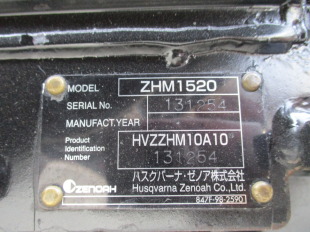 MODEL ZHM1520
SERIAL No. 131254
MANUFACT. YEAR
Product Identification Number HVZZHM10A10
131254
ハスクバーナ・ゼノア株式会社
ZENOAH Husqvarna Zenoah Co.,Ltd.
847F-98-2590